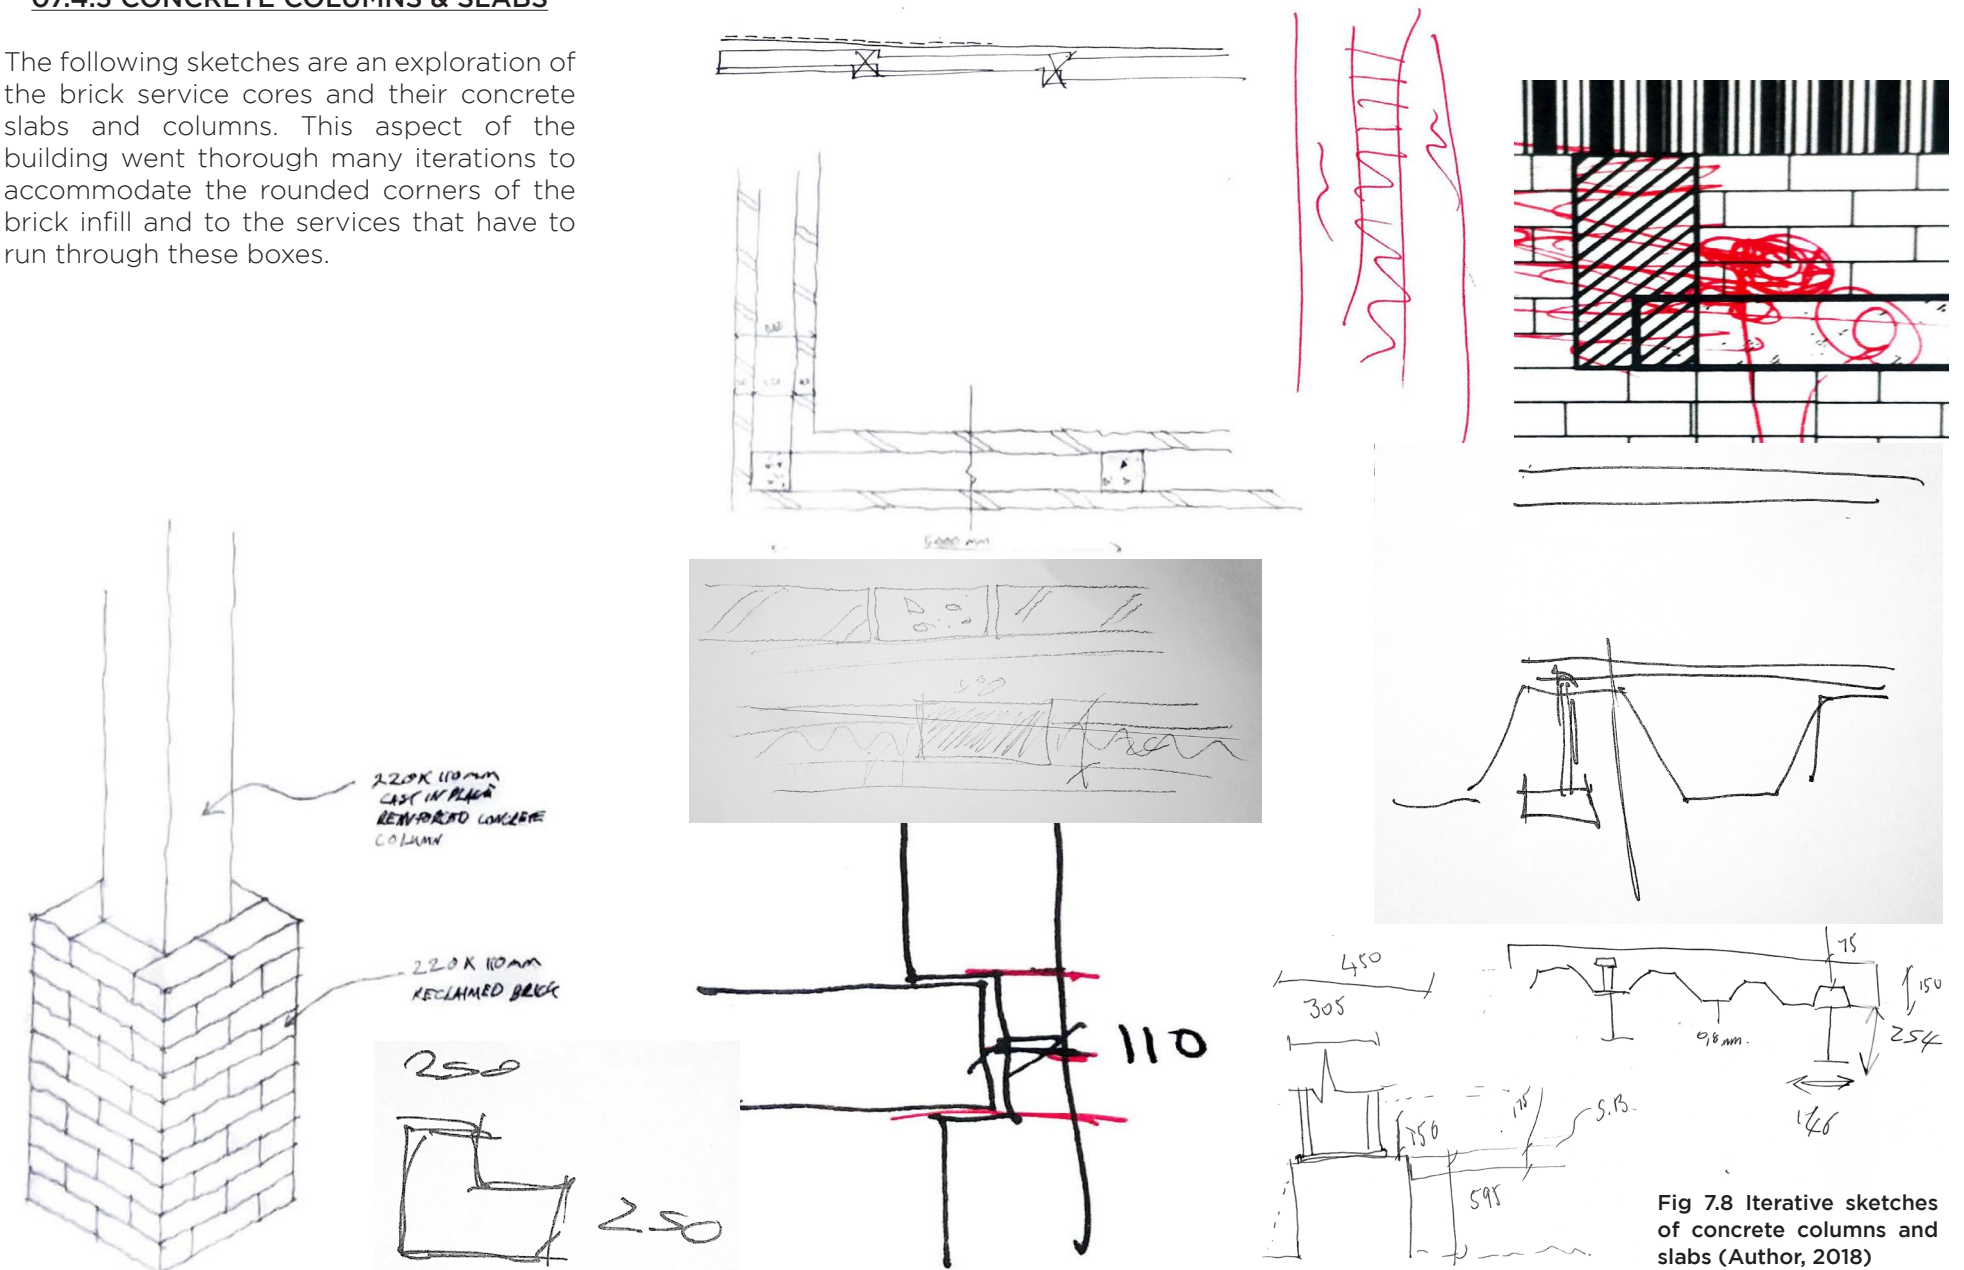 07.4.3 CONCRETE COLUMNS & SLABS
The following sketches are an exploration of
the brick service cores and their concrete
slabs and columns. This aspect of the
building went thorough many iterations to
accommodate the rounded corners of the
brick infill and to the services that have to
run through these boxes.
5000 mm
220X 110mm
CAST IN PLACE
REINFORCED CONCRETE
COLUMN
220X 110mm
RECLAIMED BRICK
250
250
110
450
305
595
S.B.
75
150
254
0,8 mm.
146
Fig 7.8 Iterative sketches
of concrete columns and
slabs (Author, 2018)